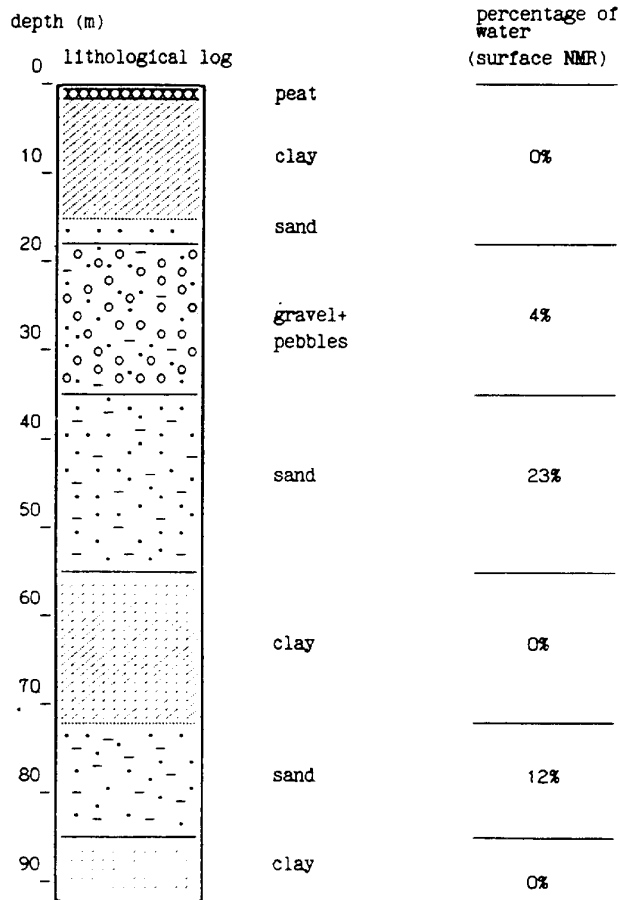 depth (m)
percentage of
water
(surface NMR)
lithological log
0
peat
10
clay
0%
sand
20
30
gravel+
pebbles
4%
40
sand
23%
50
60
clay
0%
70
80
sand
12%
90
clay
0%